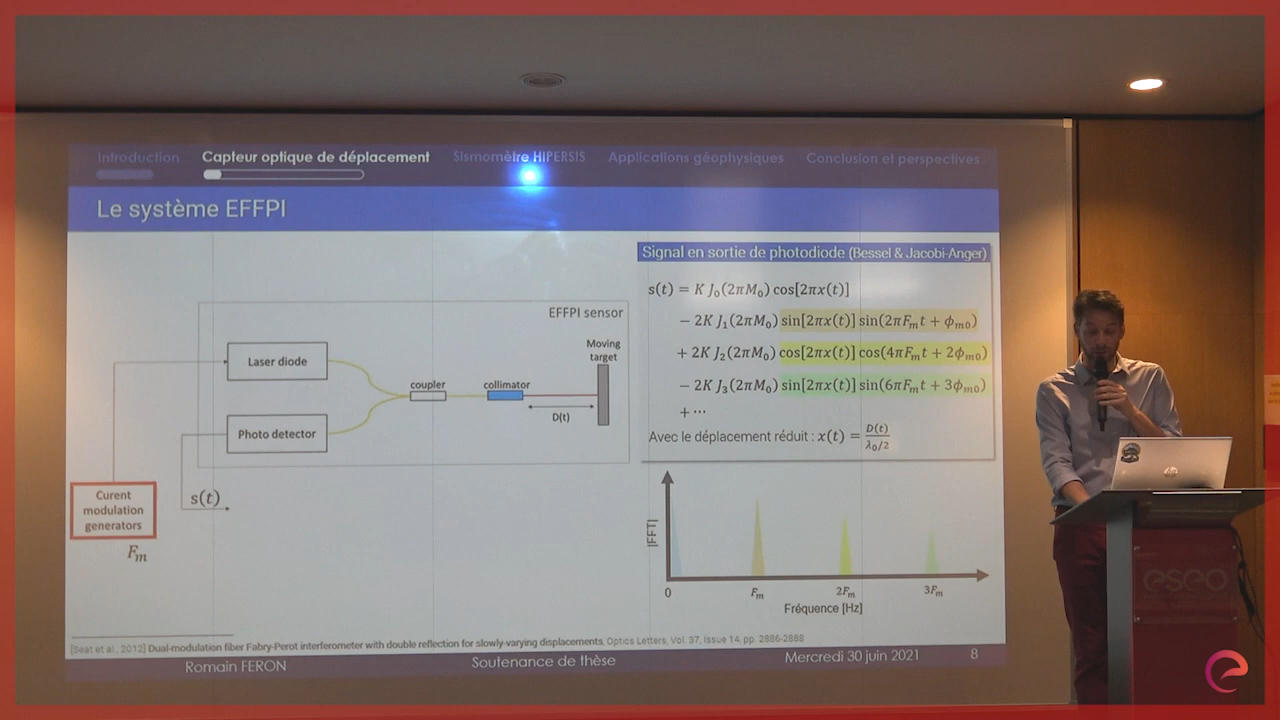 Introduction
Capteur optique de déplacement
Sismomètre HIPERSIS
Applications géophysiques
Conclusion et perspectives
Le système EFFPI
Signal en sortie de photodiode (Bessel & Jacobi-Anger)
s(t) = K J₀(2πM₀) cos[2πx(t)]
− 2K J₁(2πM₀) sin[2πx(t)] sin(2πFₘt + ϕₘ₀)
+ 2K J₂(2πM₀) cos[2πx(t)] cos(4πFₘt + 2ϕₘ₀)
− 2K J₃(2πM₀) sin[2πx(t)] sin(6πFₘt + 3ϕₘ₀)
+ ⋯
Avec le déplacement réduit : x(t) = D(t) / λ₀/2
EFFPI sensor
Moving
target
Laser diode
coupler
collimator
D(t)
Photo detector
Curent
modulation
generators
s(t)
Fₘ
|FFT|
0
Fₘ
2Fₘ
3Fₘ
Fréquence [Hz]
[Seat et al., 2012] Dual-modulation fiber Fabry-Perot interferometer with double reflection for slowly-varying displacements, Optics Letters, Vol. 37, Issue 14, pp. 2886-2888
Romain FERON
Soutenance de thèse
Mercredi 30 juin 2021
8
hp
eseo
e